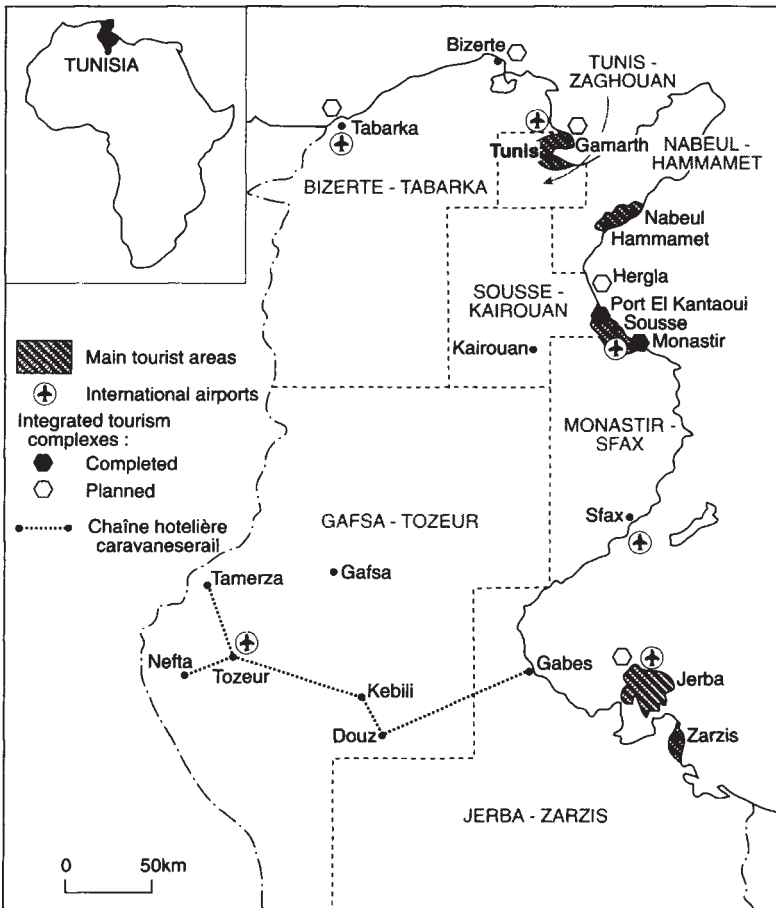 TUNISIA
Bizerte
TUNIS -
ZAGHOUAN
Tabarka
Tunis
Gamarth
NABEUL -
HAMMAMET
BIZERTE - TABARKA
Nabeul
Hammamet
Hergla
SOUSSE -
KAIROUAN
Port El Kantaoui
Sousse
Monastir
Kairouan
Main tourist areas
International airports
Integrated tourism
complexes :
Completed
Planned
Chaîne hotelière
caravaneserail
MONASTIR -
SFAX
GAFSA - TOZEUR
Sfax
Tamerza
Gafsa
Nefta
Tozeur
Gabes
Kebili
Jerba
Douz
Zarzis
JERBA - ZARZIS
0 50km